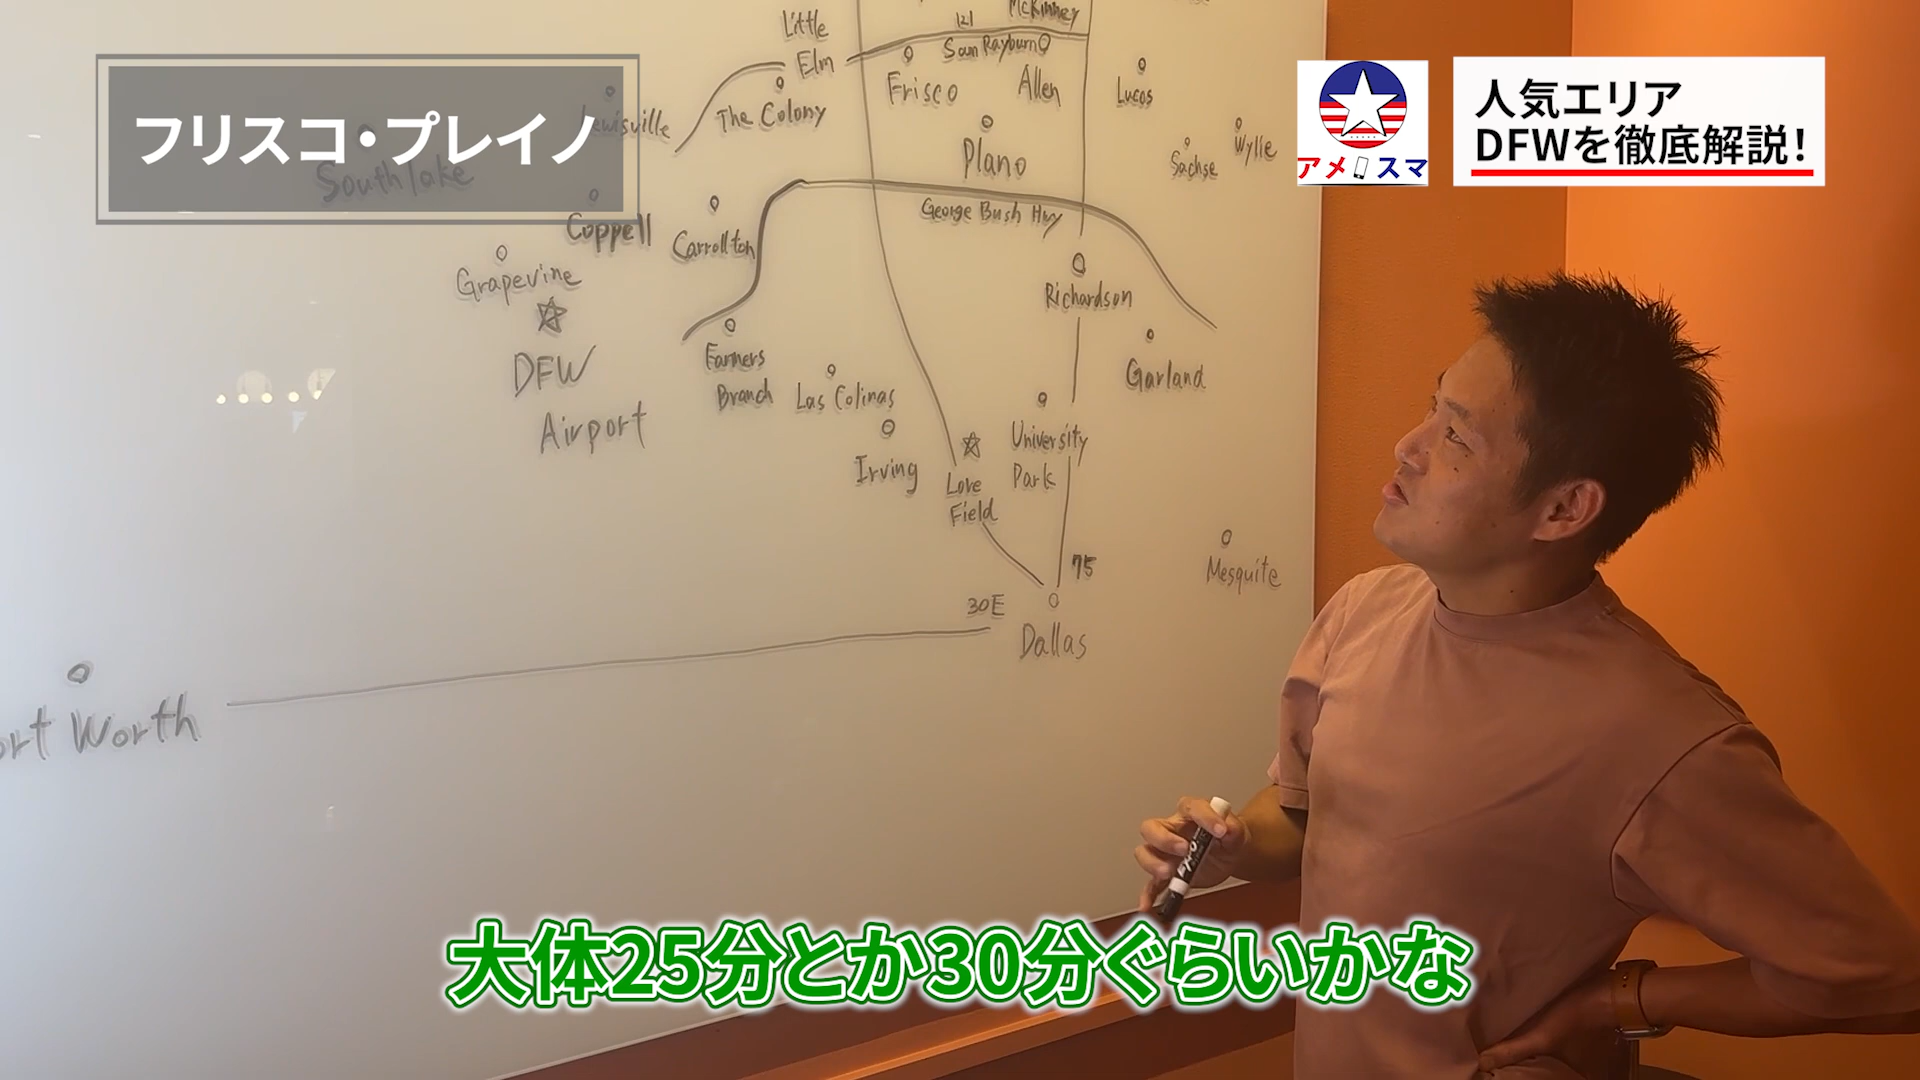 フリスコ・プレイノ
人気エリア
DFWを徹底解説!
アメスマ
Little
Elm
121
McKinney
Sam Rayburn
Frisco
Allen
Lucas
Lewisville
The Colony
Plano
Sachse
Wylie
Southlake
Coppell
Carrollton
George Bush Hwy
Grapevine
Richardson
DFW
Airport
Farmers
Branch
Las Colinas
Garland
Irving
Love
Field
University
Park
75
Mesquite
30E
Dallas
ort Worth
大体25分とか30分ぐらいかな